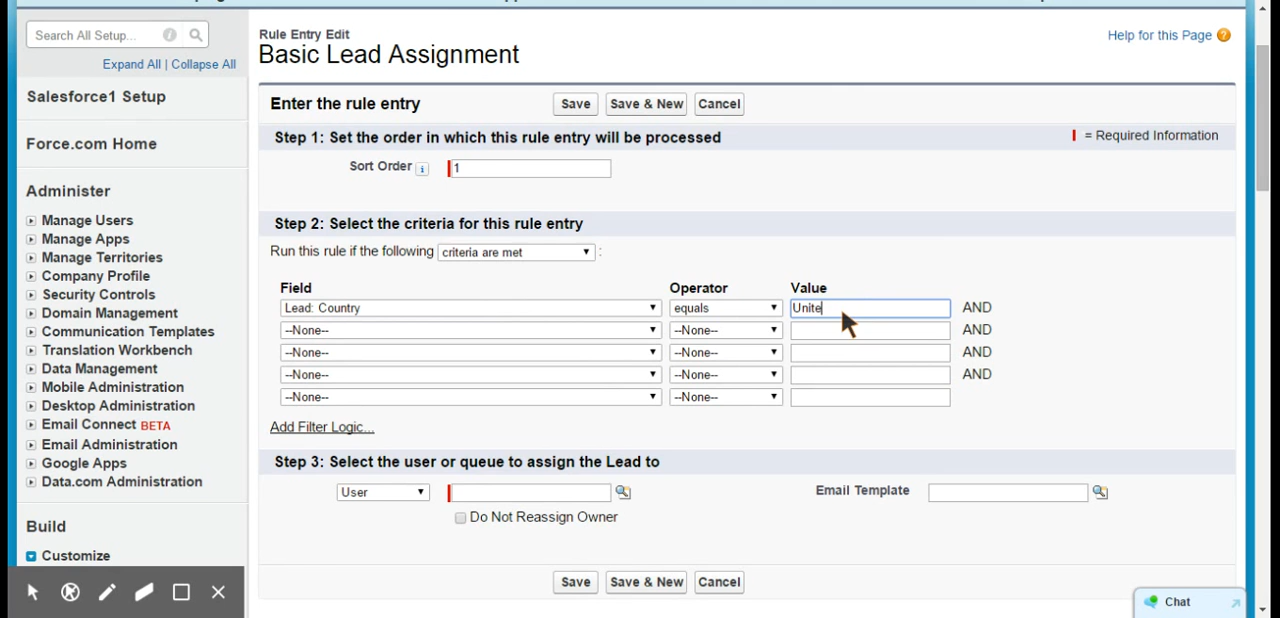 Search All Setup...
Expand All | Collapse All
Salesforce1 Setup
Force.com Home
Administer
Manage Users
Manage Apps
Manage Territories
Company Profile
Security Controls
Domain Management
Communication Templates
Translation Workbench
Data Management
Mobile Administration
Desktop Administration
Email Connect BETA
Email Administration
Google Apps
Data.com Administration
Build
Customize
Rule Entry Edit
Basic Lead Assignment
Help for this Page ?
Enter the rule entry Save Save & New Cancel
Step 1: Set the order in which this rule entry will be processed
= Required Information
Sort Order i 1
Step 2: Select the criteria for this rule entry
Run this rule if the following criteria are met :
Field Operator Value
Lead: Country equals Unite AND
--None-- --None-- AND
--None-- --None-- AND
--None-- --None-- AND
--None-- --None--
Add Filter Logic...
Step 3: Select the user or queue to assign the Lead to
User Email Template
Do Not Reassign Owner
Save Save & New Cancel
Chat